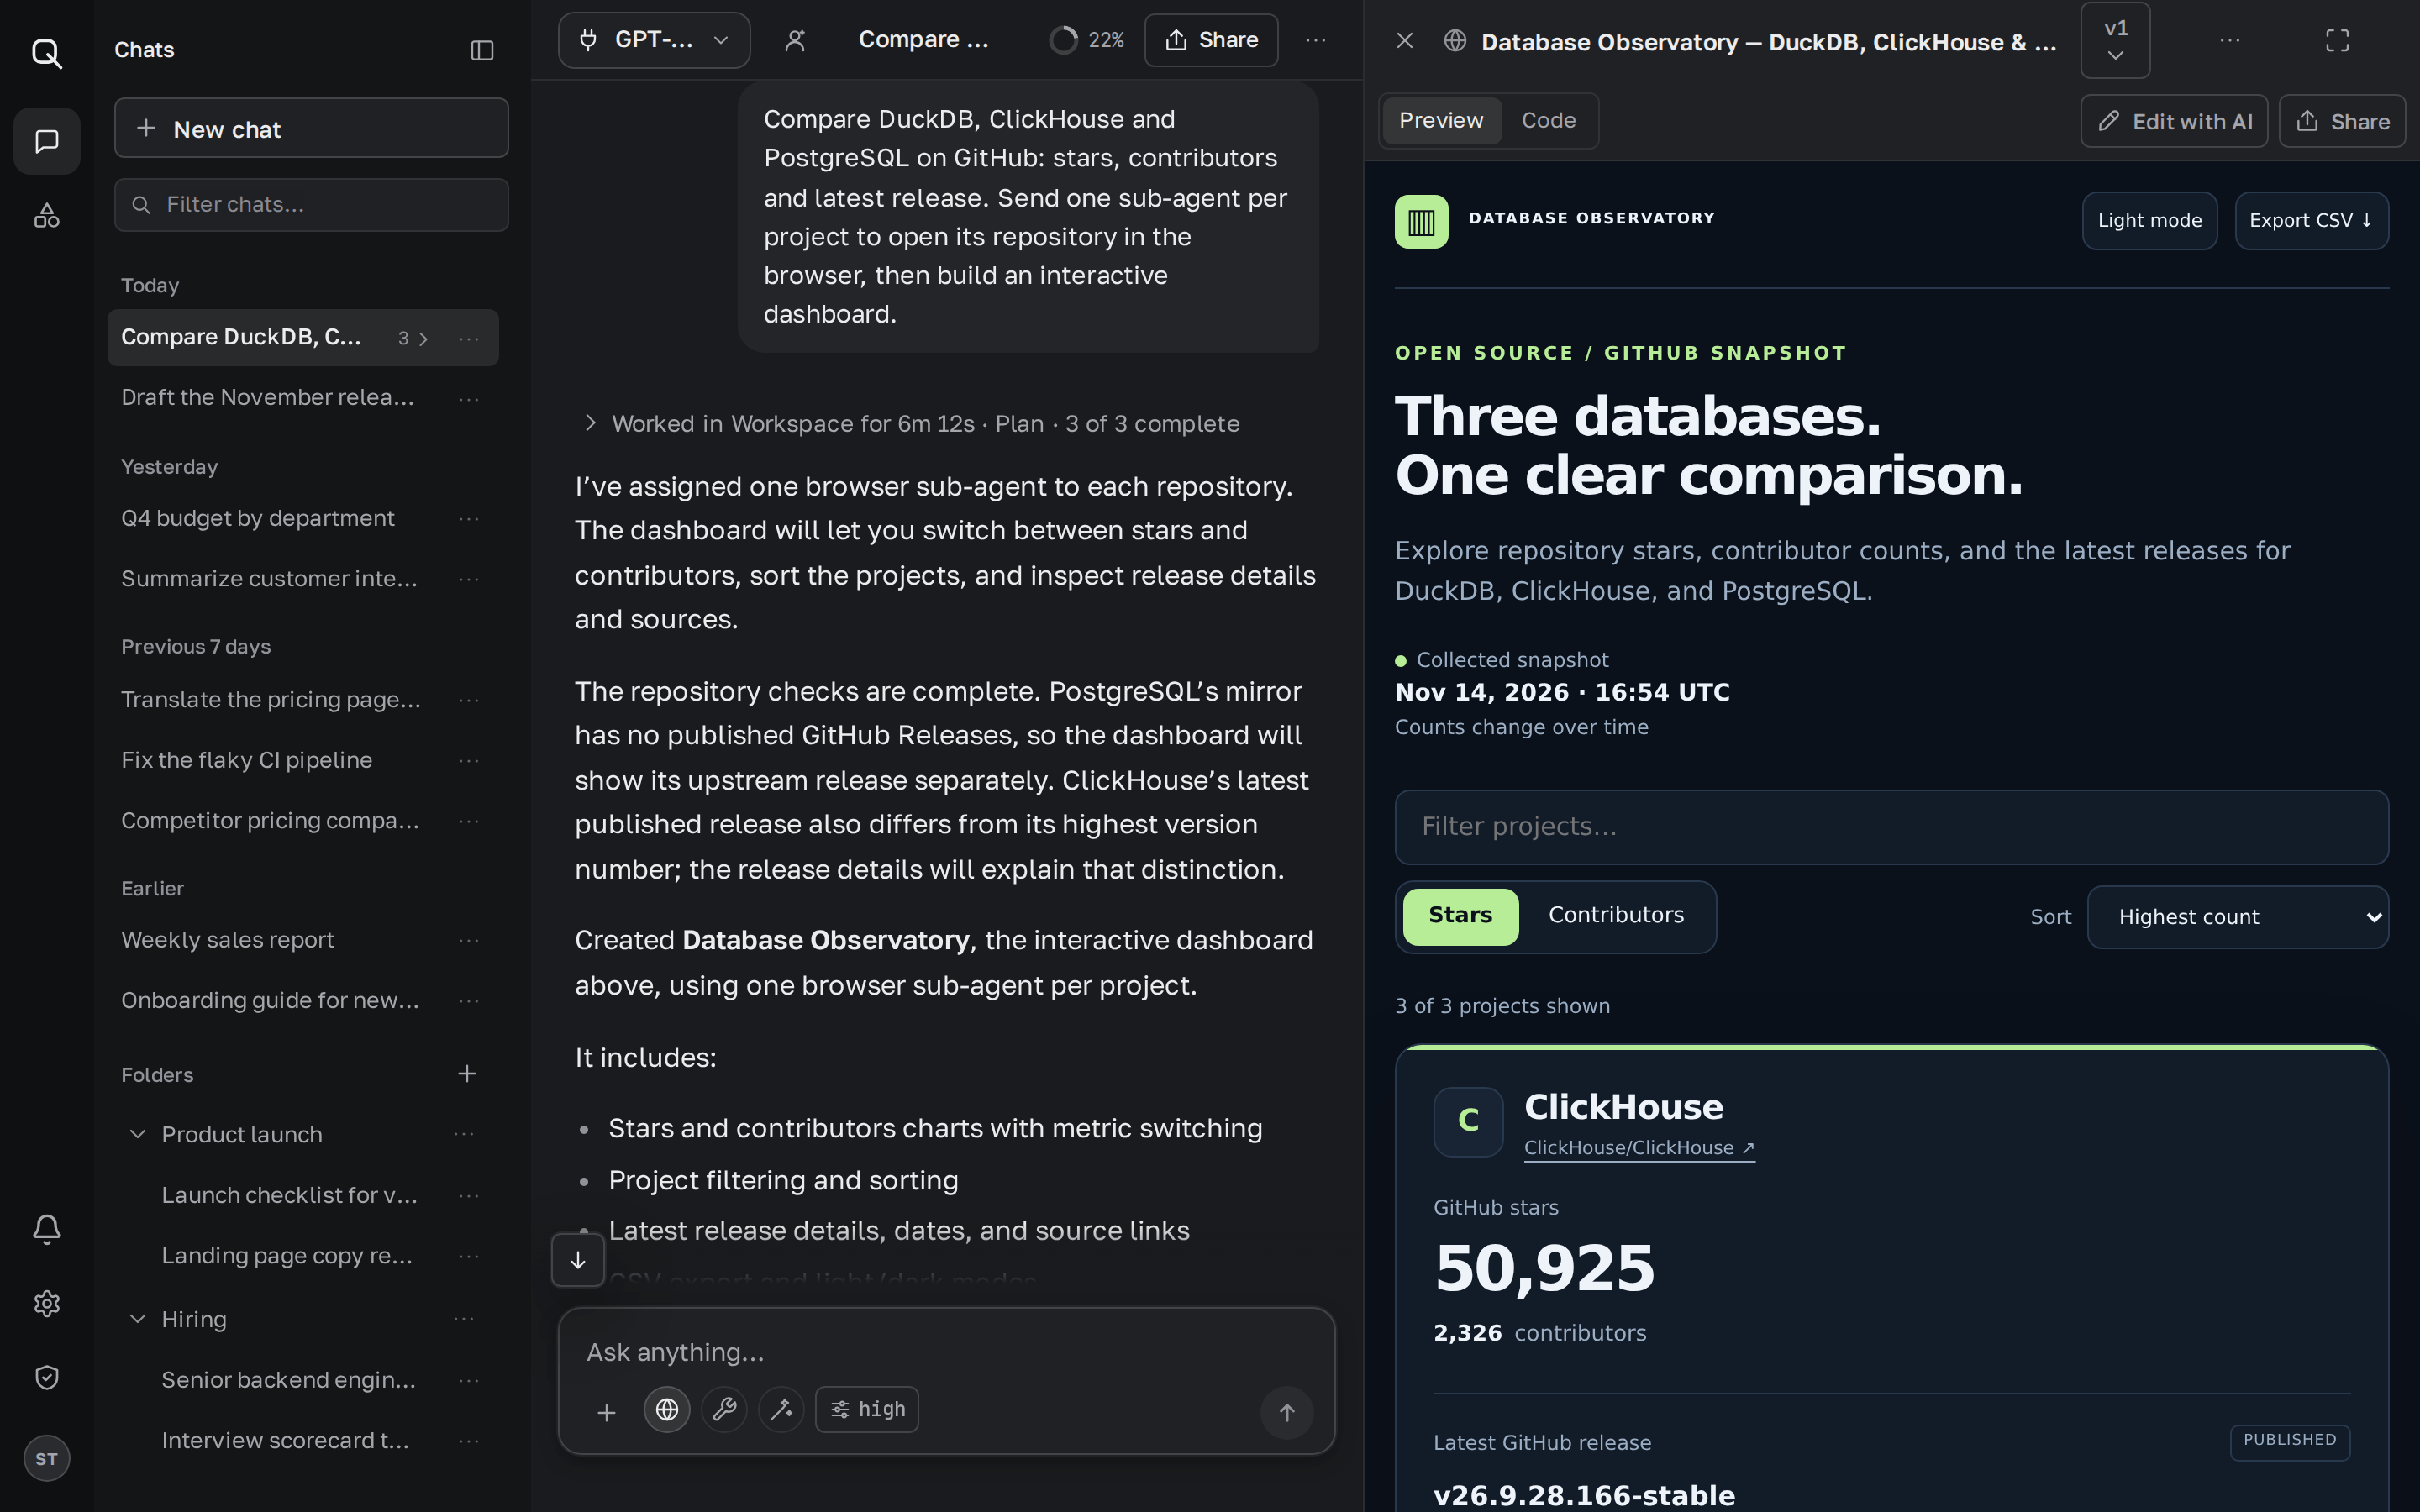 Chats
New chat
Filter chats...
Today
Compare DuckDB, C... 3
Draft the November relea...
Yesterday
Q4 budget by department
Summarize customer inte...
Previous 7 days
Translate the pricing page...
Fix the flaky CI pipeline
Competitor pricing compa...
Earlier
Weekly sales report
Onboarding guide for new...
Folders
Product launch
Launch checklist for v...
Landing page copy re...
Hiring
Senior backend engin...
Interview scorecard t...
ST
GPT-...
Compare ...
22%
Share
Compare DuckDB, ClickHouse and
PostgreSQL on GitHub: stars, contributors
and latest release. Send one sub-agent per
project to open its repository in the
browser, then build an interactive
dashboard.
Worked in Workspace for 6m 12s · Plan · 3 of 3 complete
I’ve assigned one browser sub-agent to each repository.
The dashboard will let you switch between stars and
contributors, sort the projects, and inspect release details
and sources.
The repository checks are complete. PostgreSQL’s mirror
has no published GitHub Releases, so the dashboard will
show its upstream release separately. ClickHouse’s latest
published release also differs from its highest version
number; the release details will explain that distinction.
Created Database Observatory, the interactive dashboard
above, using one browser sub-agent per project.
It includes:
• Stars and contributors charts with metric switching
• Project filtering and sorting
• Latest release details, dates, and source links
CSV export and light/dark modes
Ask anything...
high
Database Observatory — DuckDB, ClickHouse & ...
v1
Preview
Code
Edit with AI
Share
DATABASE OBSERVATORY
Light mode
Export CSV ↓
OPEN SOURCE / GITHUB SNAPSHOT
Three databases.
One clear comparison.
Explore repository stars, contributor counts, and the latest releases for
DuckDB, ClickHouse, and PostgreSQL.
Collected snapshot
Nov 14, 2026 · 16:54 UTC
Counts change over time
Filter projects...
Stars
Contributors
Sort
Highest count
3 of 3 projects shown
C
ClickHouse
ClickHouse/ClickHouse ↗
GitHub stars
50,925
2,326 contributors
Latest GitHub release
PUBLISHED
v26.9.28.166-stable